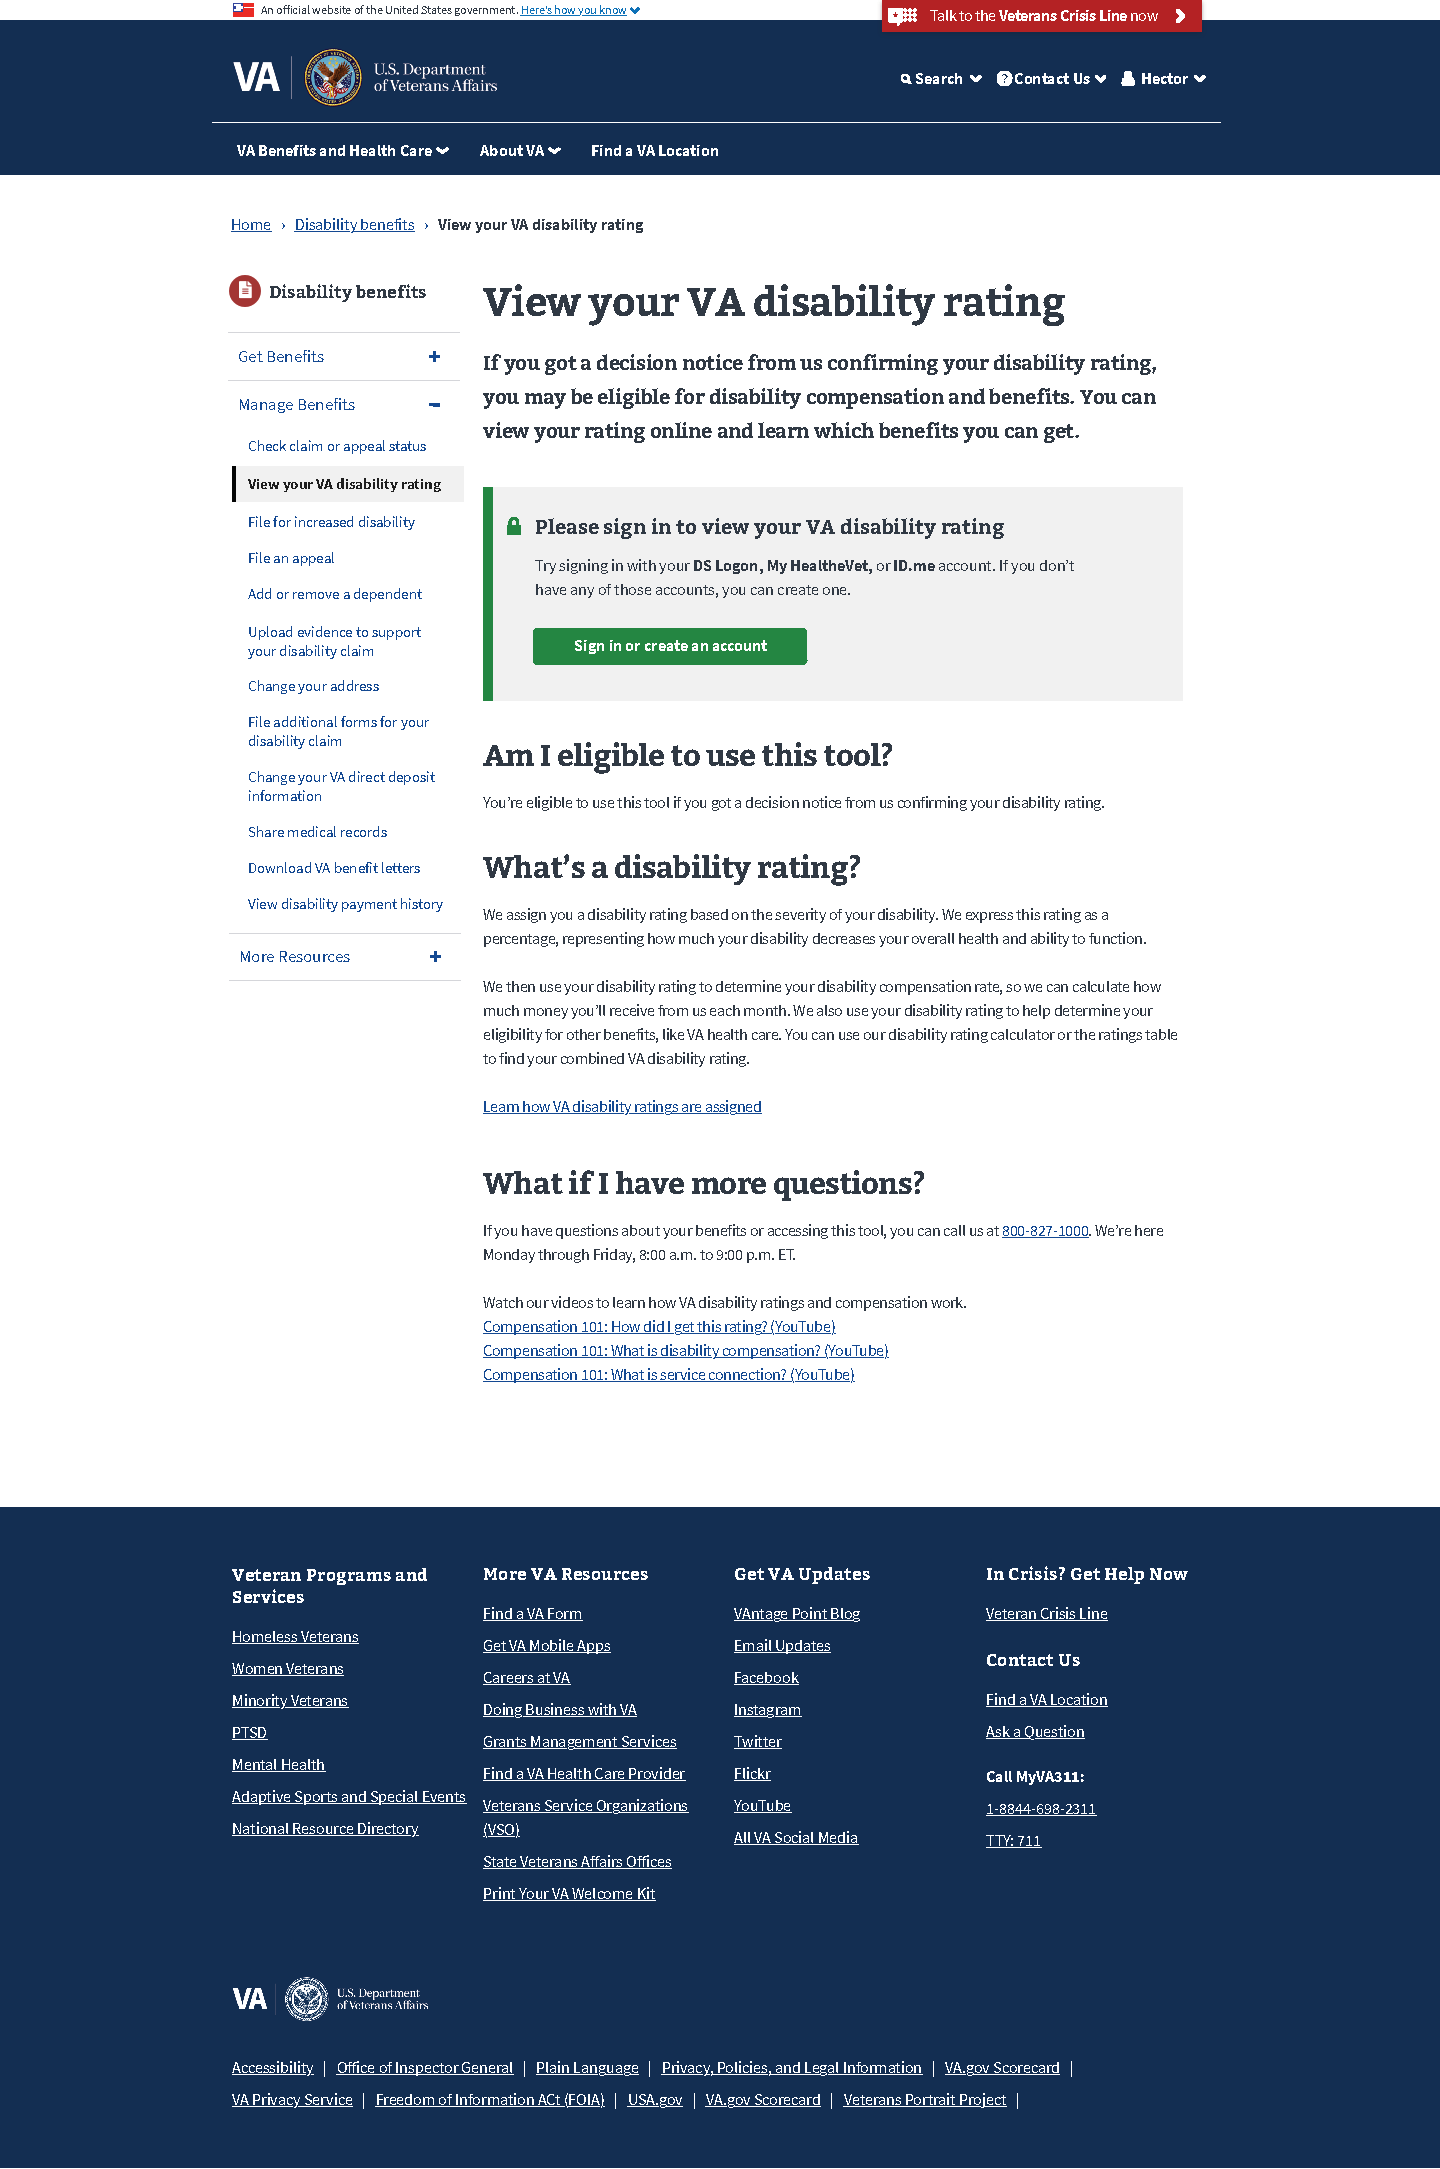 An official website of the United States government. Here's how you know
Talk to the Veterans Crisis Line now
VA
U.S. Department
of Veterans Affairs
Search
Contact Us
Hector
VA Benefits and Health Care
About VA
Find a VA Location
Home › Disability benefits › View your VA disability rating
Disability benefits
Get Benefits
Manage Benefits
Check claim or appeal status
View your VA disability rating
File for increased disability
File an appeal
Add or remove a dependent
Upload evidence to support
your disability claim
Change your address
File additional forms for your
disability claim
Change your VA direct deposit
information
Share medical records
Download VA benefit letters
View disability payment history
More Resources
View your VA disability rating
If you got a decision notice from us confirming your disability rating,
you may be eligible for disability compensation and benefits. You can
view your rating online and learn which benefits you can get.
Please sign in to view your VA disability rating
Try signing in with your DS Logon, My HealtheVet, or ID.me account. If you don’t
have any of those accounts, you can create one.
Sign in or create an account
Am I eligible to use this tool?
You’re eligible to use this tool if you got a decision notice from us confirming your disability rating.
What’s a disability rating?
We assign you a disability rating based on the severity of your disability. We express this rating as a
percentage, representing how much your disability decreases your overall health and ability to function.
We then use your disability rating to determine your disability compensation rate, so we can calculate how
much money you’ll receive from us each month. We also use your disability rating to help determine your
eligibility for other benefits, like VA health care. You can use our disability rating calculator or the ratings table
to find your combined VA disability rating.
Learn how VA disability ratings are assigned
What if I have more questions?
If you have questions about your benefits or accessing this tool, you can call us at 800-827-1000. We’re here
Monday through Friday, 8:00 a.m. to 9:00 p.m. ET.
Watch our videos to learn how VA disability ratings and compensation work.
Compensation 101: How did I get this rating? (YouTube)
Compensation 101: What is disability compensation? (YouTube)
Compensation 101: What is service connection? (YouTube)
Veteran Programs and
Services
Homeless Veterans
Women Veterans
Minority Veterans
PTSD
Mental Health
Adaptive Sports and Special Events
National Resource Directory
More VA Resources
Find a VA Form
Get VA Mobile Apps
Careers at VA
Doing Business with VA
Grants Management Services
Find a VA Health Care Provider
Veterans Service Organizations
(VSO)
State Veterans Affairs Offices
Print Your VA Welcome Kit
Get VA Updates
VAntage Point Blog
Email Updates
Facebook
Instagram
Twitter
Flickr
YouTube
All VA Social Media
In Crisis? Get Help Now
Veteran Crisis Line
Contact Us
Find a VA Location
Ask a Question
Call MyVA311:
1-8844-698-2311
TTY: 711
VA
U.S. Department
of Veterans Affairs
Accessibility | Office of Inspector General | Plain Language | Privacy, Policies, and Legal Information | VA.gov Scorecard |
VA Privacy Service | Freedom of Information ACt (FOIA) | USA.gov | VA.gov Scorecard | Veterans Portrait Project |